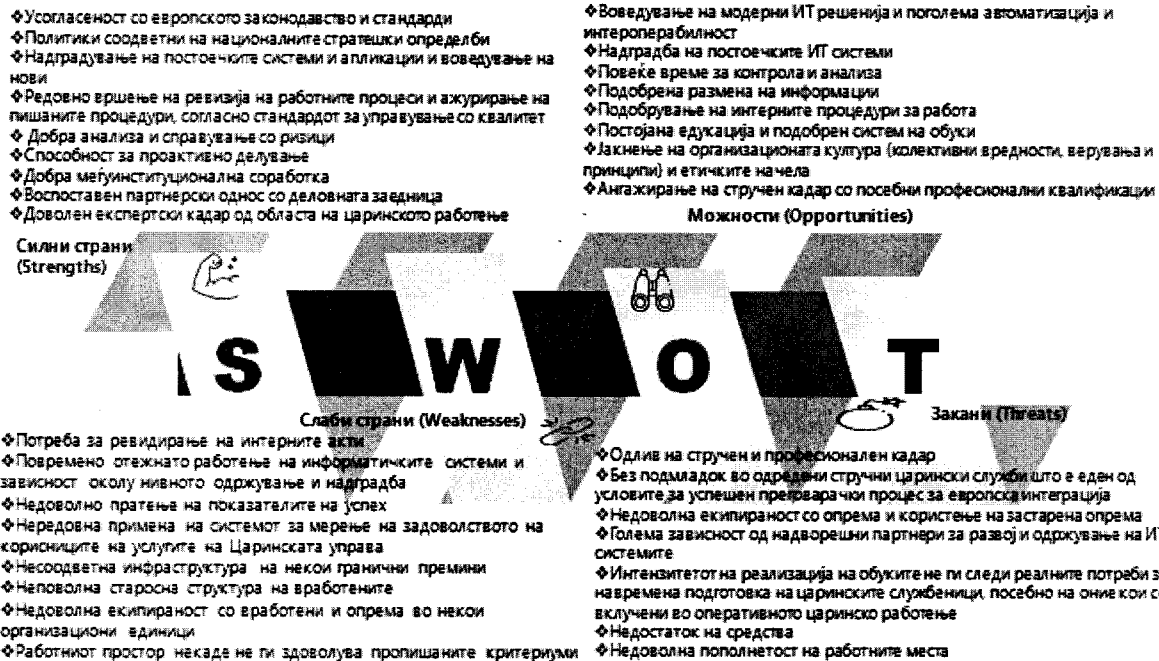 ❖Усогласеност со европското законодавство и стандарди
❖Политики соодветни на националните стратешки определби
❖Надградување на постоечките системи и апликации и воведување на
нови
❖Редовно вршење на ревизија на работните процеси и ажурирање на
пишаните процедури, согласно стандардот за управување со квалитет
❖ Добра анализа и справување со ризици
❖Способност за проактивно делување
❖Добра меѓуинституционална соработка
❖Воспоставен партнерски однос со деловната заедница
❖Доволен експертски кадар од областа на царинското работење
Силни страни
(Strengths)
❖Воведување на модерни ИТ решенија и поголема автоматизација и
интероперабилност
❖Надградба на постоечките ИТ системи
❖Повеќе време за контрола и анализа
❖Подобрена размена на информации
❖Подобрување на интерните процедури за работа
❖Постојана едукација и подобрен систем на обуки
❖Јакнење на организационата култура (колективни вредности, верувања и
принципи) и етичките начела
❖Ангажирање на стручен кадар со посебни професионални квалификации
Можности (Opportunities)
S W O T
Слаби страни (Weaknesses)
❖Потреба за ревидирање на интерните акти
❖Повремено отежнато работење на информатичките системи и
зависност околу нивното одржување и надградба
❖Недоволно пратење на показателите на успех
❖Нередовна примена на системот за мерење на задоволството на
корисниците на услугите на Царинската управа
❖Несоодветна инфраструктура на некои гранични премини
❖Неповолна старосна структура на вработените
❖Недоволна екипираност со вработени и опрема во некои
организациони единици
❖Работниот простор некаде не ги здоволува пропишаните критериуми
Закани (Threats)
❖Одлив на стручен и професионален кадар
❖Без подмладок во одредени стручни царински служби што е еден од
условите за успешен преговарачки процес за европска интеграција
❖Недоволна екипираност со опрема и користење на застарена опрема
❖Голема зависност од надворешни партнери за развој и одржување на ИТ
системите
❖Интензитетот на реализација на обуките не ги следи реалните потреби з
навремена подготовка на царинските службеници, посебно на оние кои с
вклучени во оперативното царинско работење
❖Недостаток на средства
❖Недоволна пополнетост на работните места